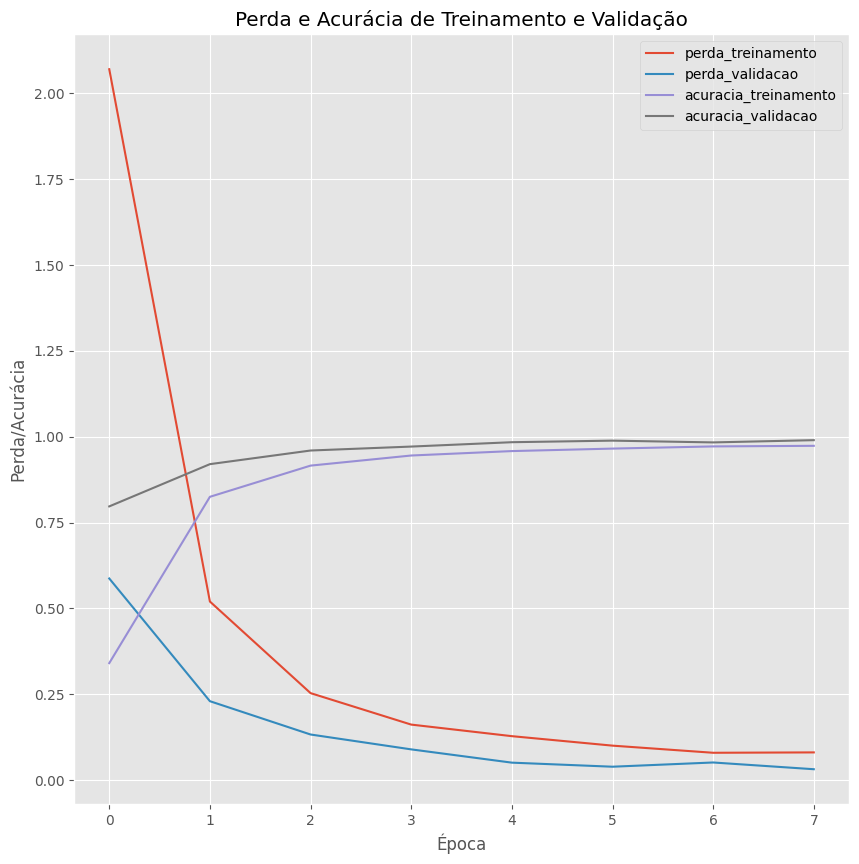 Perda e Acurácia de Treinamento e Validação
perda_treinamento
perda_validacao
acuracia_treinamento
acuracia_validacao
2.00
1.75
1.50
1.25
1.00
0.75
0.50
0.25
0.00
Perda/Acurácia
0 1 2 3 4 5 6 7
Época